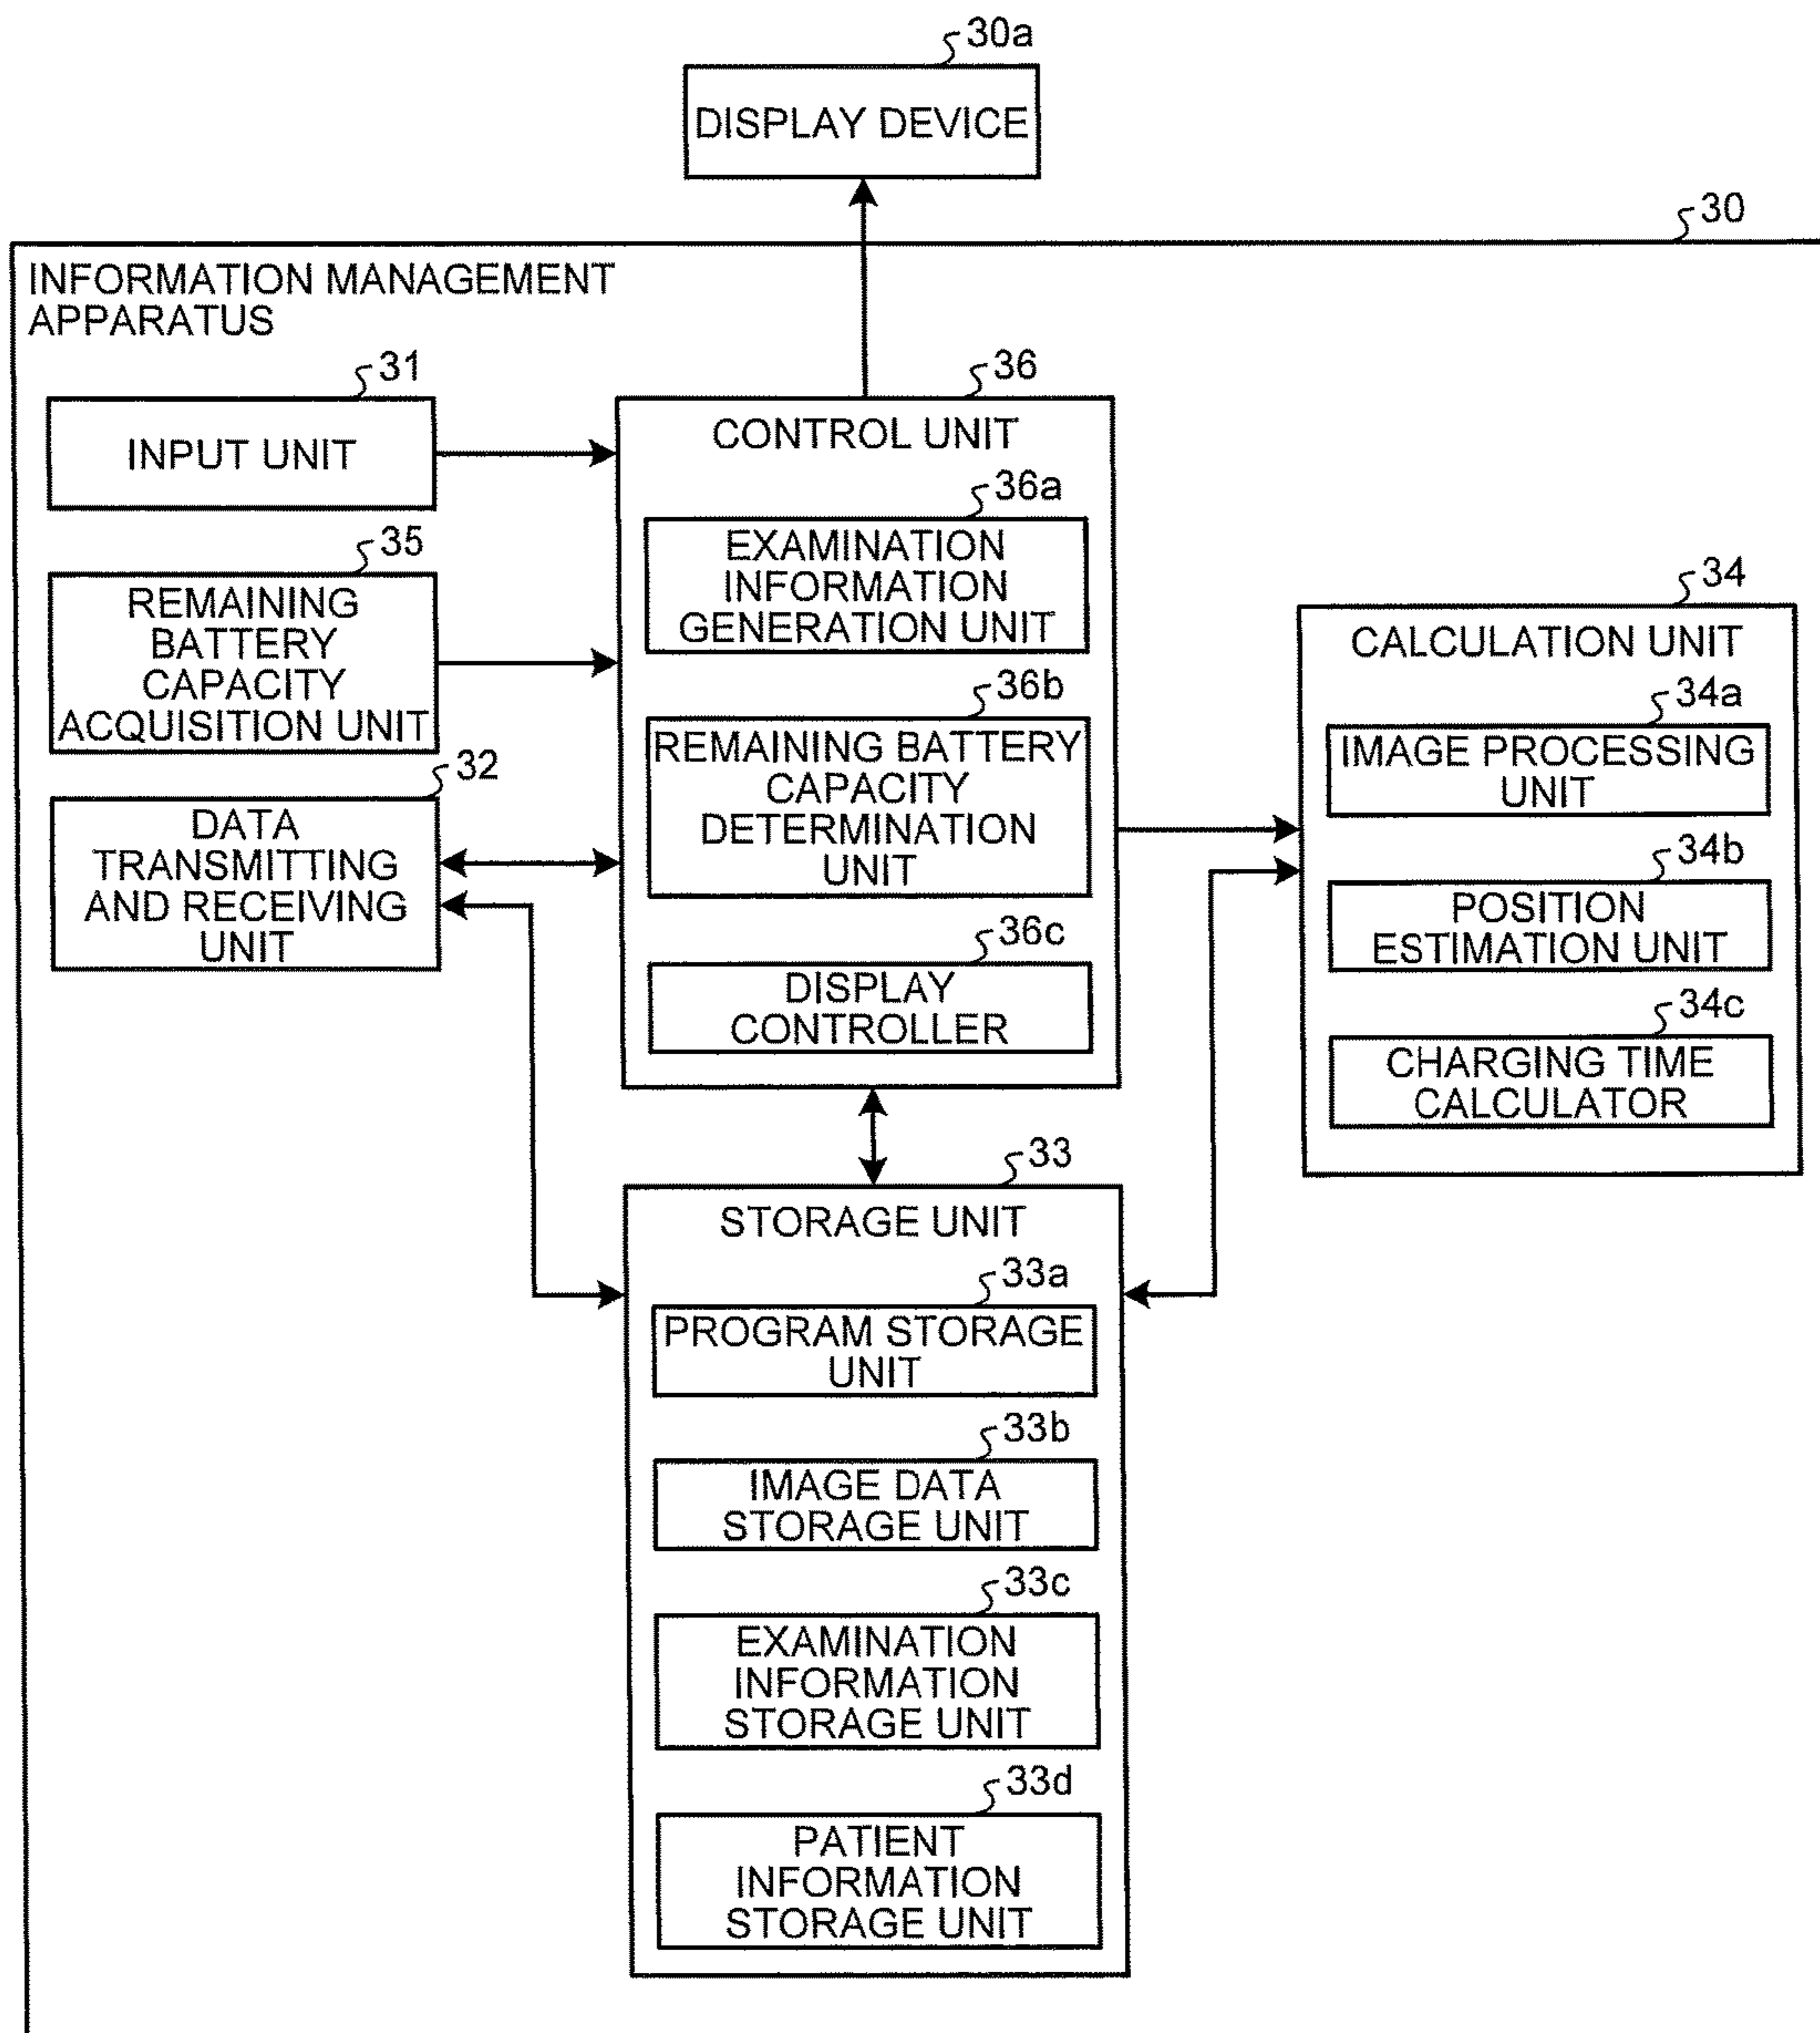 30a
DISPLAY DEVICE
30
INFORMATION MANAGEMENT
APPARATUS
31
INPUT UNIT
35
REMAINING
BATTERY
CAPACITY
ACQUISITION UNIT
32
DATA
TRANSMITTING
AND RECEIVING
UNIT
36
CONTROL UNIT
36a
EXAMINATION
INFORMATION
GENERATION UNIT
36b
REMAINING BATTERY
CAPACITY
DETERMINATION
UNIT
36c
DISPLAY
CONTROLLER
34
CALCULATION UNIT
34a
IMAGE PROCESSING
UNIT
34b
POSITION
ESTIMATION UNIT
34c
CHARGING TIME
CALCULATOR
33
STORAGE UNIT
33a
PROGRAM STORAGE
UNIT
33b
IMAGE DATA
STORAGE UNIT
33c
EXAMINATION
INFORMATION
STORAGE UNIT
33d
PATIENT
INFORMATION
STORAGE UNIT